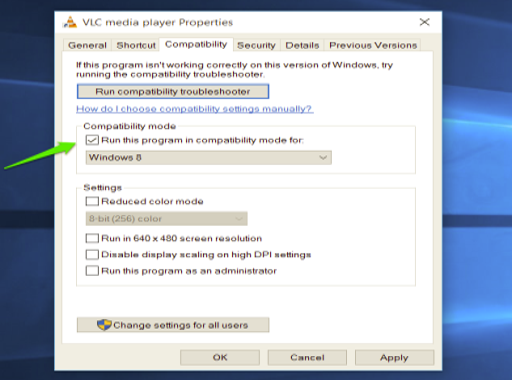 VLC media player Properties
General Shortcut Compatibility Security Details Previous Versions
If this program isn't working correctly on this version of Windows, try
running the compatibility troubleshooter.
Run compatibility troubleshooter
How do I choose compatibility settings manually?
Compatibility mode
Run this program in compatibility mode for:
Windows 8
Settings
Reduced color mode
8-bit (256) color
Run in 640 x 480 screen resolution
Disable display scaling on high DPI settings
Run this program as an administrator
Change settings for all users
OK Cancel Apply